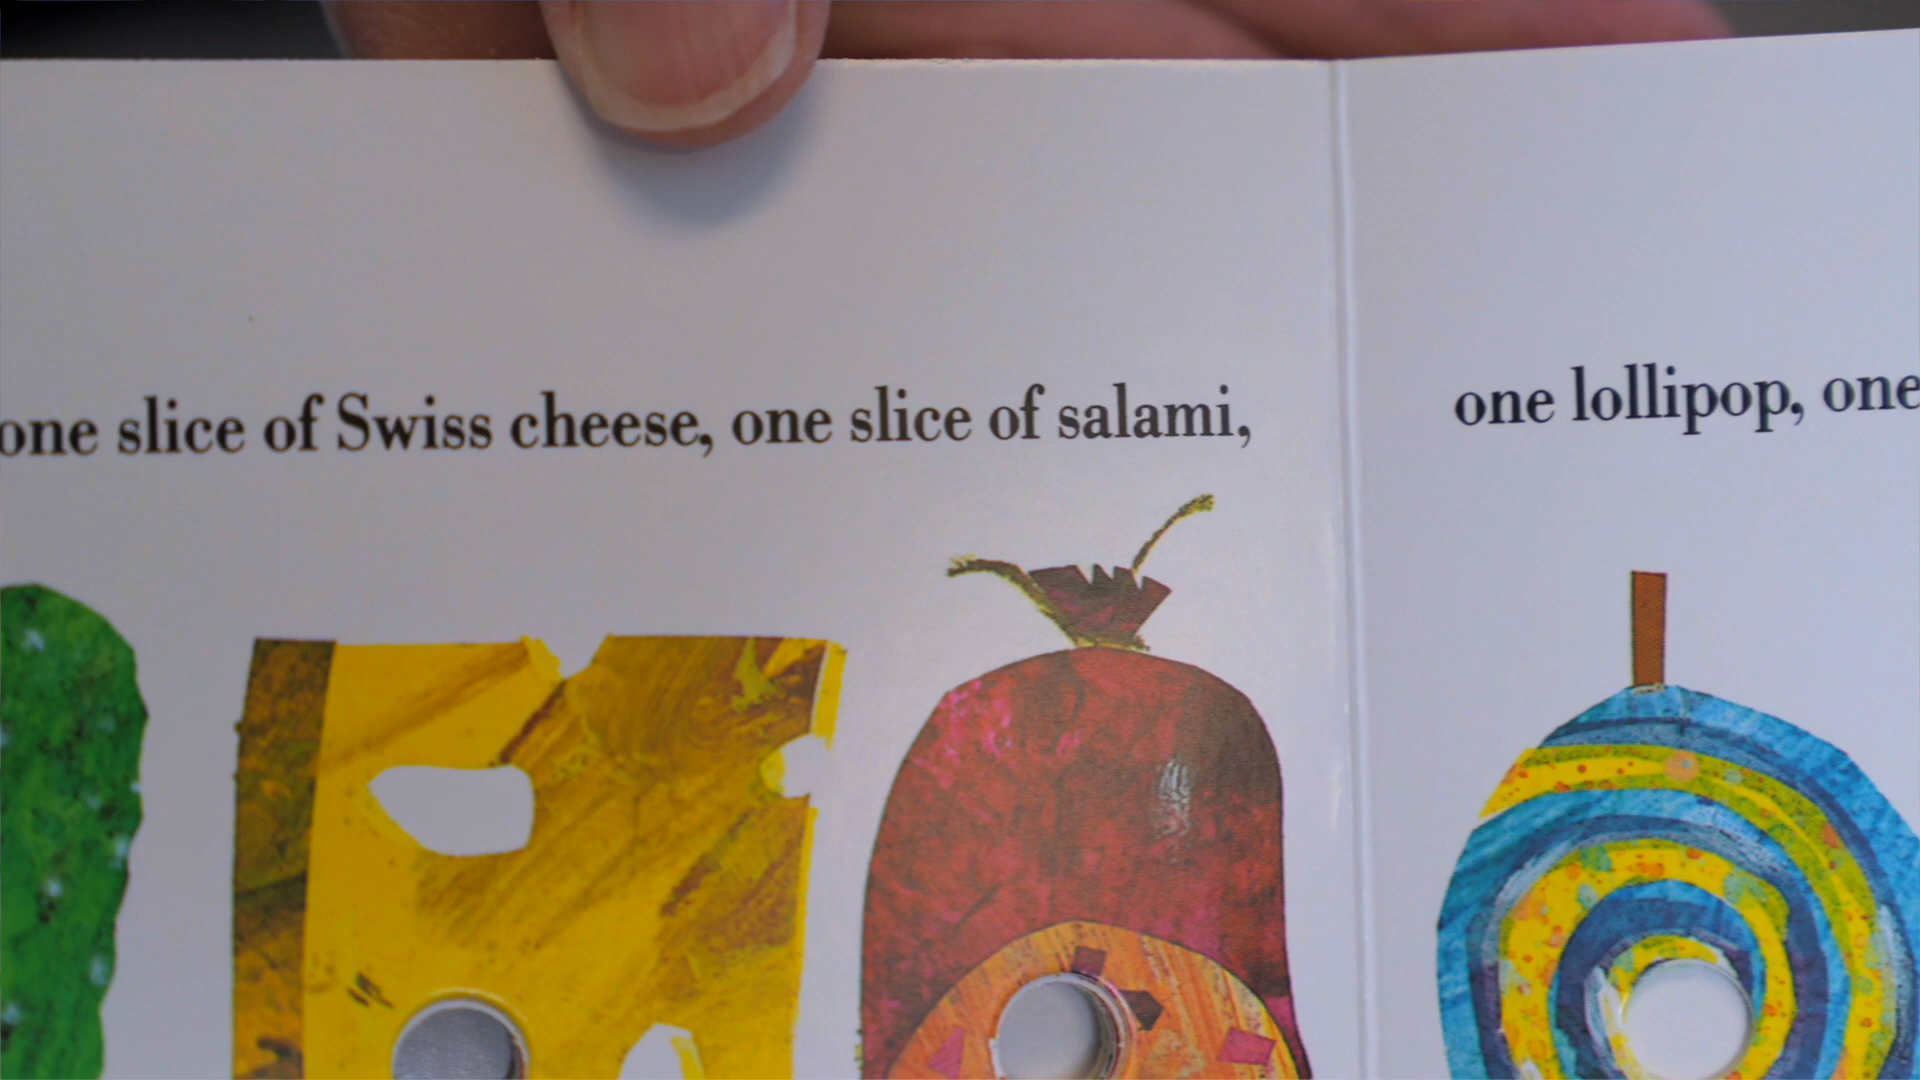 one slice of Swiss cheese, one slice of salami,
one lollipop, one